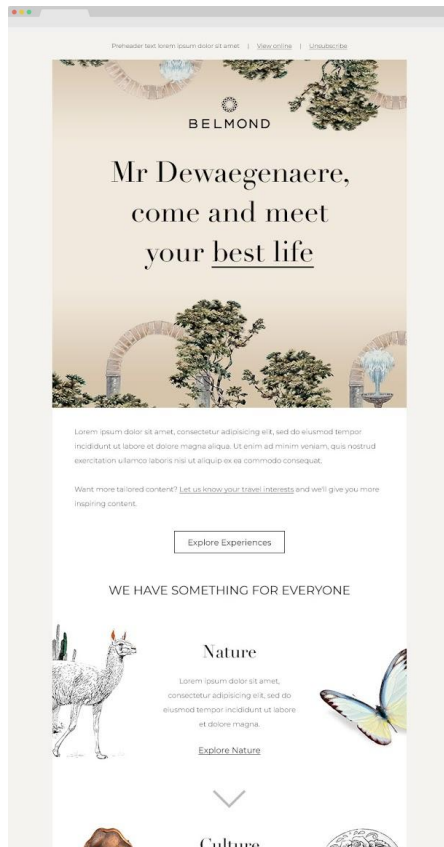 Preheader text lorem ipsum dolor sit amet | View online | Unsubscribe
BELMOND
Mr Dewaegenaere,
come and meet
your best life
Lorem ipsum dolor sit amet, consectetur adipisicing elit, sed do eiusmod tempor
incididunt ut labore et dolore magna aliqua. Ut enim ad minim veniam, quis nostrud
exercitation ullamco laboris nisi ut aliquip ex ea commodo consequat.
Want more tailored content? Let us know your travel interests and we'll give you more
inspiring content.
Explore Experiences
WE HAVE SOMETHING FOR EVERYONE
Nature
Lorem ipsum dolor sit amet,
consectetur adipisicing elit, sed do
eiusmod tempor incididunt ut labore
et dolore magna.
Explore Nature
Culture